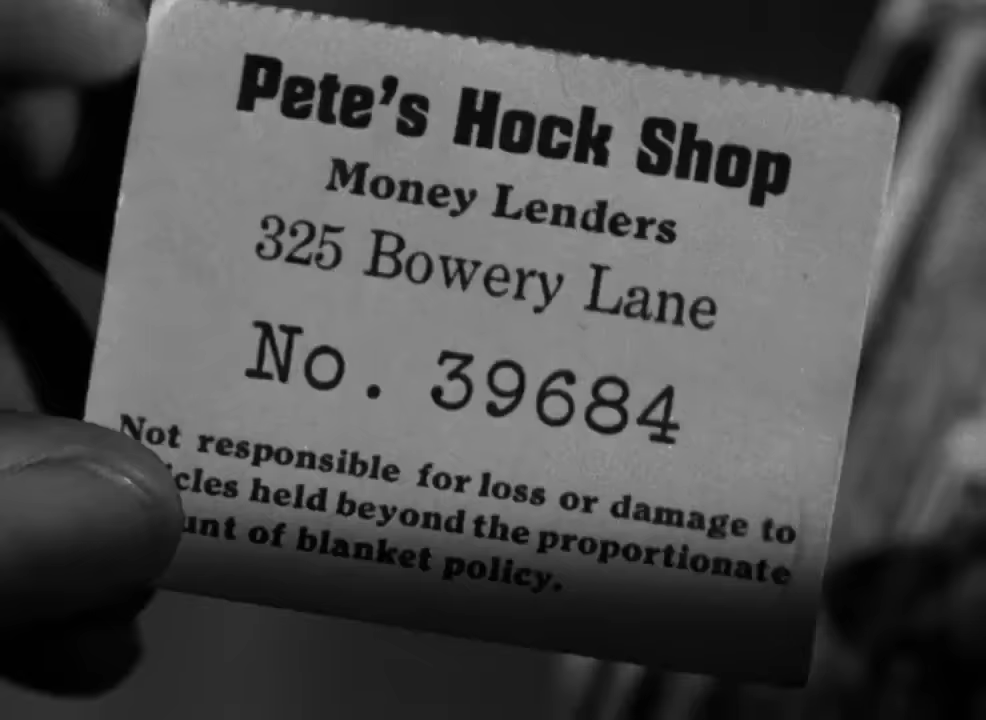 Pete's Hock Shop
Money Lenders
325 Bowery Lane
No. 39684
Not responsible for loss or damage to
icles held beyond the proportionate
unt of blanket policy.